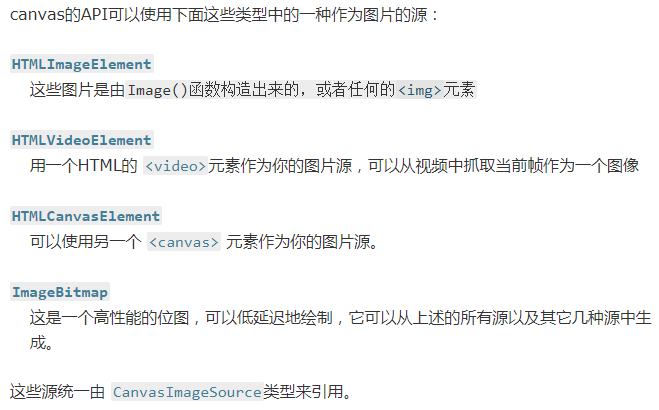 canvas的API可以使用下面这些类型中的一种作为图片的源：
HTMLImageElement
这些图片是由Image()函数构造出来的，或者任何的<img>元素
HTMLVideoElement
用一个HTML的 <video>元素作为你的图片源，可以从视频中抓取当前帧作为一个图像
HTMLCanvasElement
可以使用另一个 <canvas> 元素作为你的图片源。
ImageBitmap
这是一个高性能的位图，可以低延迟地绘制，它可以从上述的所有源以及其它几种源中生
成。
这些源统一由 CanvasImageSource类型来引用。